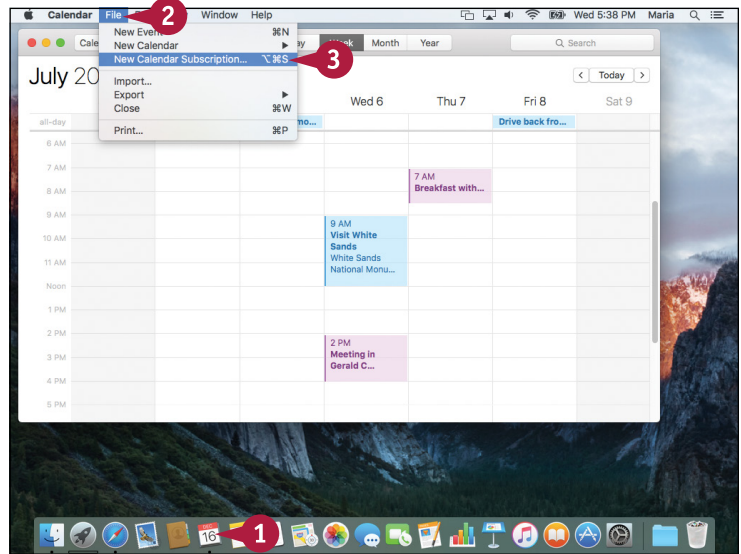 Calendar File Window Help Wed 5:38 PM Maria
2
New Event ⌘N
New Calendar
New Calendar Subscription... ⌥⌘S
3
Import...
Export
Close ⌘W
Print... ⌘P
Week Month Year
Search
July
Today
Wed 6 Thu 7 Fri 8 Sat 9
all-day
Drive back fro...
6 AM
7 AM
8 AM
9 AM
10 AM
11 AM
Noon
1 PM
2 PM
3 PM
4 PM
5 PM
7 AM
Breakfast with...
9 AM
Visit White
Sands
White Sands
National Monu...
2 PM
Meeting in
Gerald C...
DEC
16
1